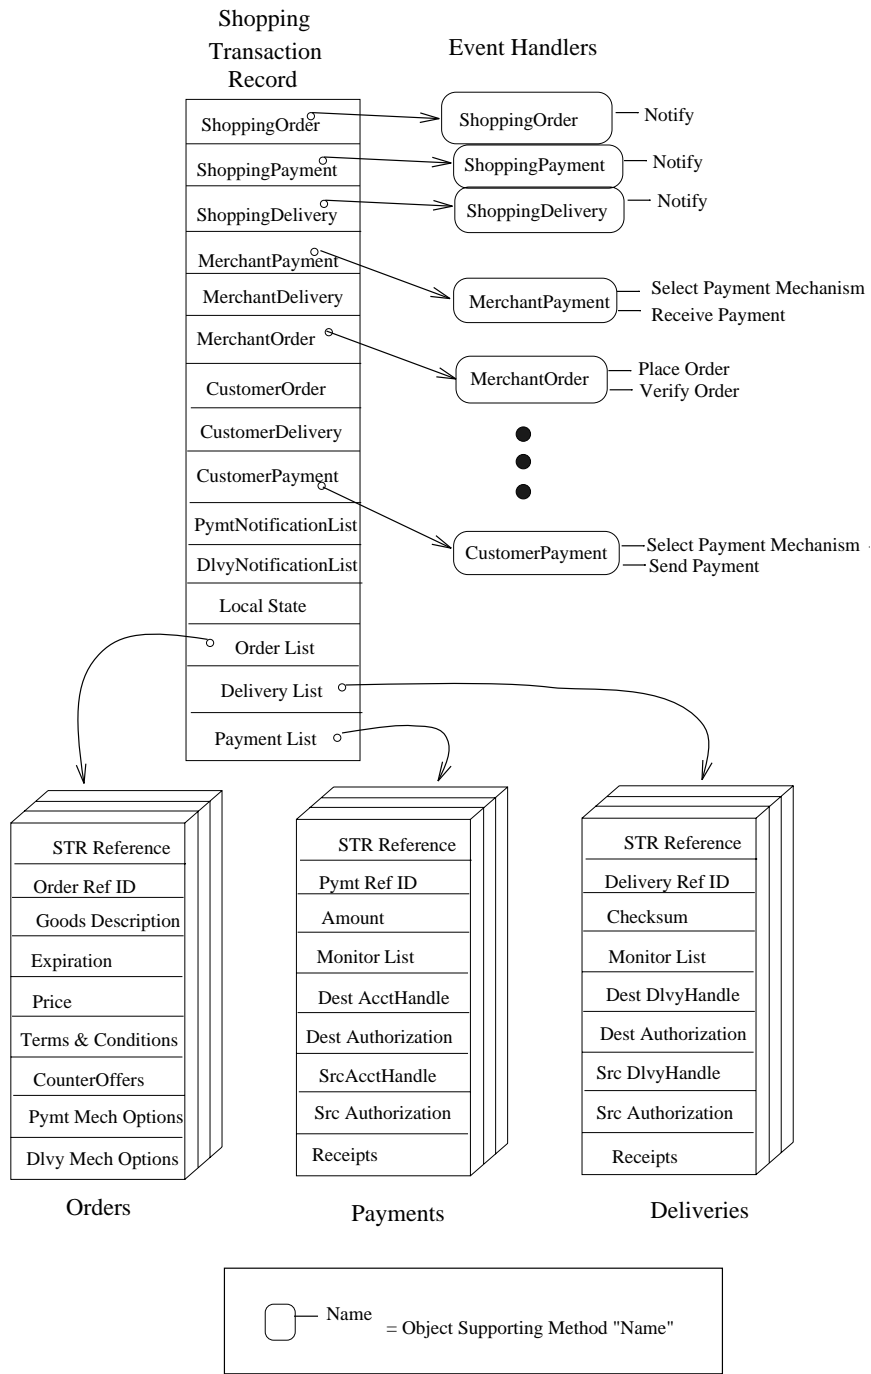 Shopping
Transaction
Record
Event Handlers
ShoppingOrder
ShoppingPayment
ShoppingDelivery
MerchantPayment
MerchantDelivery
MerchantOrder
CustomerOrder
CustomerDelivery
CustomerPayment
PymtNotificationList
DlvyNotificationList
Local State
Order List
Delivery List
Payment List
ShoppingOrder
Notify
ShoppingPayment
Notify
ShoppingDelivery
Notify
MerchantPayment
Select Payment Mechanism
Receive Payment
MerchantOrder
Place Order
Verify Order
CustomerPayment
Select Payment Mechanism
Send Payment
STR Reference
Order Ref ID
Goods Description
Expiration
Price
Terms & Conditions
CounterOffers
Pymt Mech Options
Dlvy Mech Options
Orders
STR Reference
Pymt Ref ID
Amount
Monitor List
Dest AcctHandle
Dest Authorization
SrcAcctHandle
Src Authorization
Receipts
Payments
STR Reference
Delivery Ref ID
Checksum
Monitor List
Dest DlvyHandle
Dest Authorization
Src DlvyHandle
Src Authorization
Receipts
Deliveries
Name
= Object Supporting Method "Name"